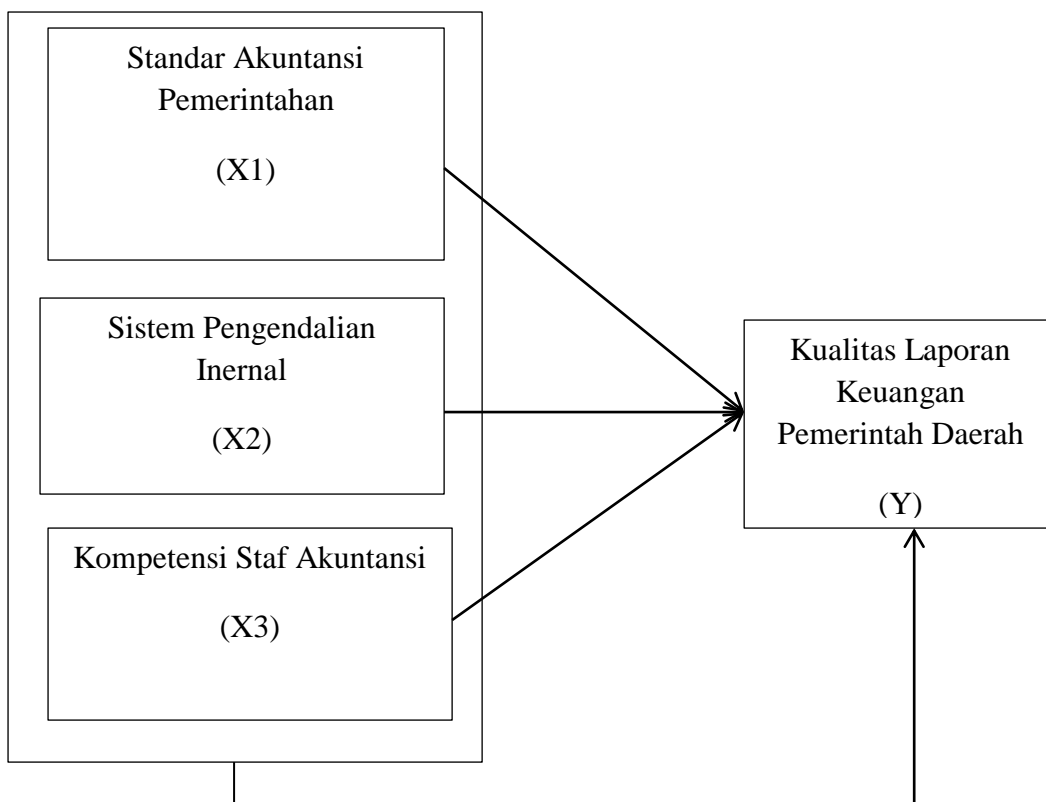 Standar Akuntansi
Pemerintahan
(X1)
Sistem Pengendalian
Inernal
(X2)
Kompetensi Staf Akuntansi
(X3)
Kualitas Laporan
Keuangan
Pemerintah Daerah
(Y)